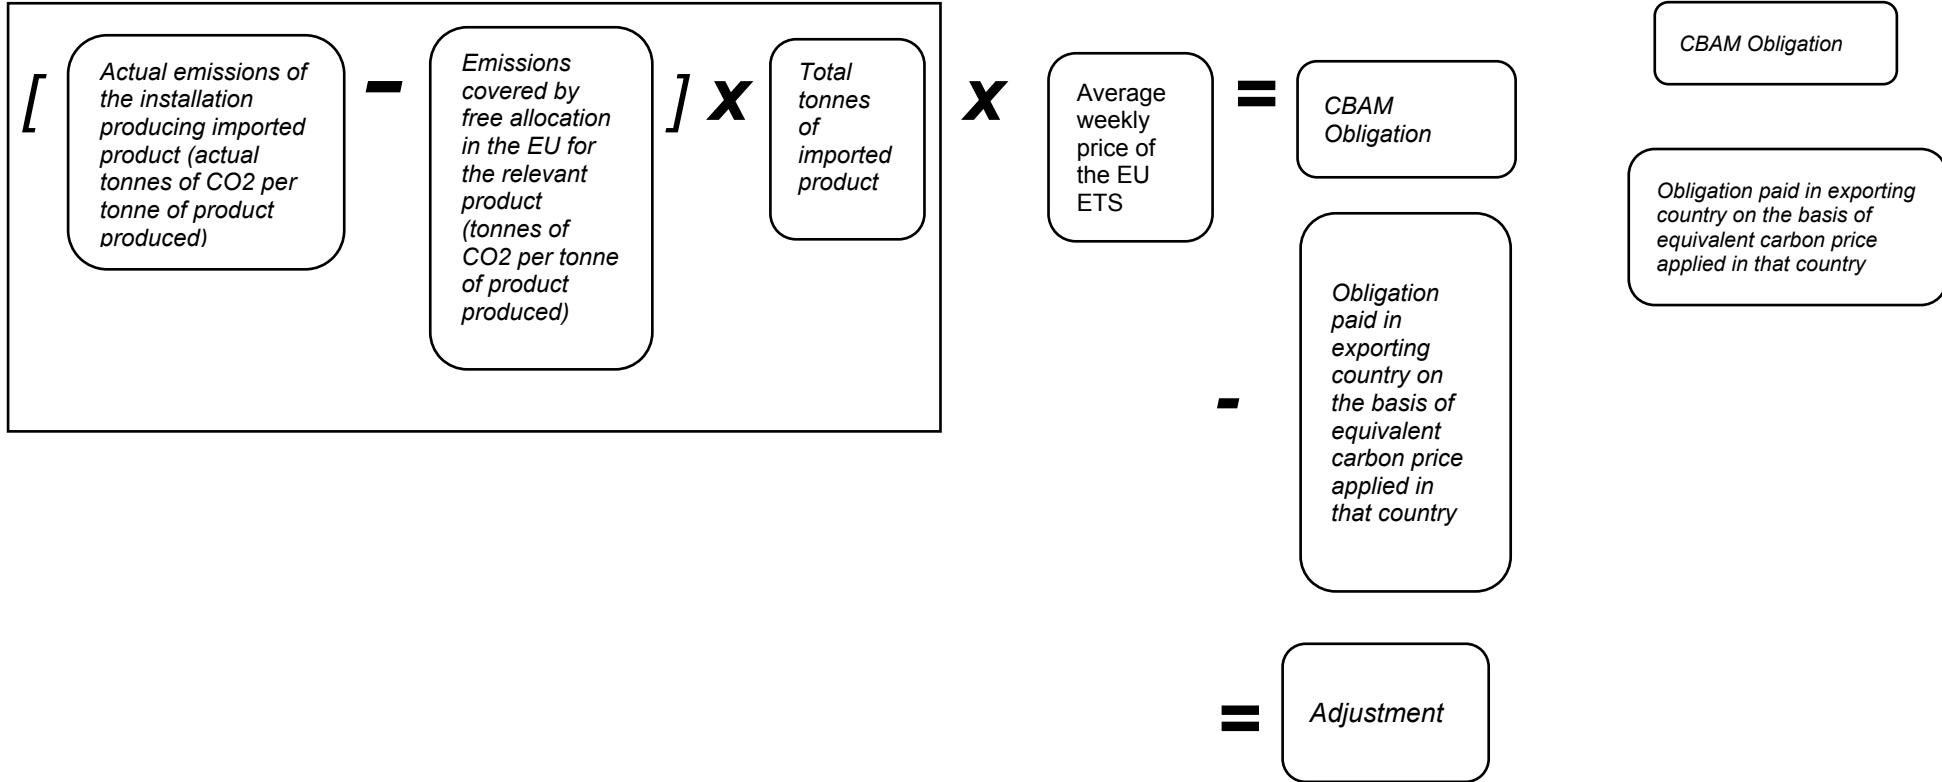 [
Actual emissions of
the installation
producing imported
product (actual
tonnes of CO2 per
tonne of product
produced)
-
Emissions
covered by
free allocation
in the EU for
the relevant
product
(tonnes of
CO2 per tonne
of product
produced)
]
x
Total
tonnes
of
imported
product
x
Average
weekly
price of
the EU
ETS
=
CBAM
Obligation
-
Obligation
paid in
exporting
country on
the basis of
equivalent
carbon price
applied in
that country
=
Adjustment
CBAM Obligation
Obligation paid in exporting
country on the basis of
equivalent carbon price
applied in that country